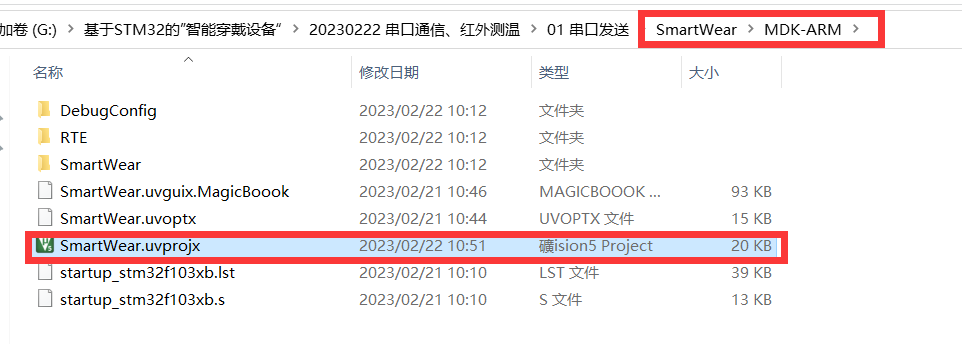 加卷 (G:) › 基于STM32的"智能穿戴设备" › 20230222 串口通信、红外测温 › 01 串口发送 › SmartWear › MDK-ARM ›
名称 修改日期 类型 大小
DebugConfig 2023/02/22 10:12 文件夹
RTE 2023/02/22 10:12 文件夹
SmartWear 2023/02/22 10:12 文件夹
SmartWear.uvguix.MagicBoook 2023/02/21 10:46 MAGICBOOOK ... 93 KB
SmartWear.uvoptx 2023/02/21 10:44 UVOPTX 文件 15 KB
SmartWear.uvprojx 2023/02/22 10:51 礦ision5 Project 20 KB
startup_stm32f103xb.lst 2023/02/21 10:10 LST 文件 39 KB
startup_stm32f103xb.s 2023/02/21 10:10 S 文件 13 KB